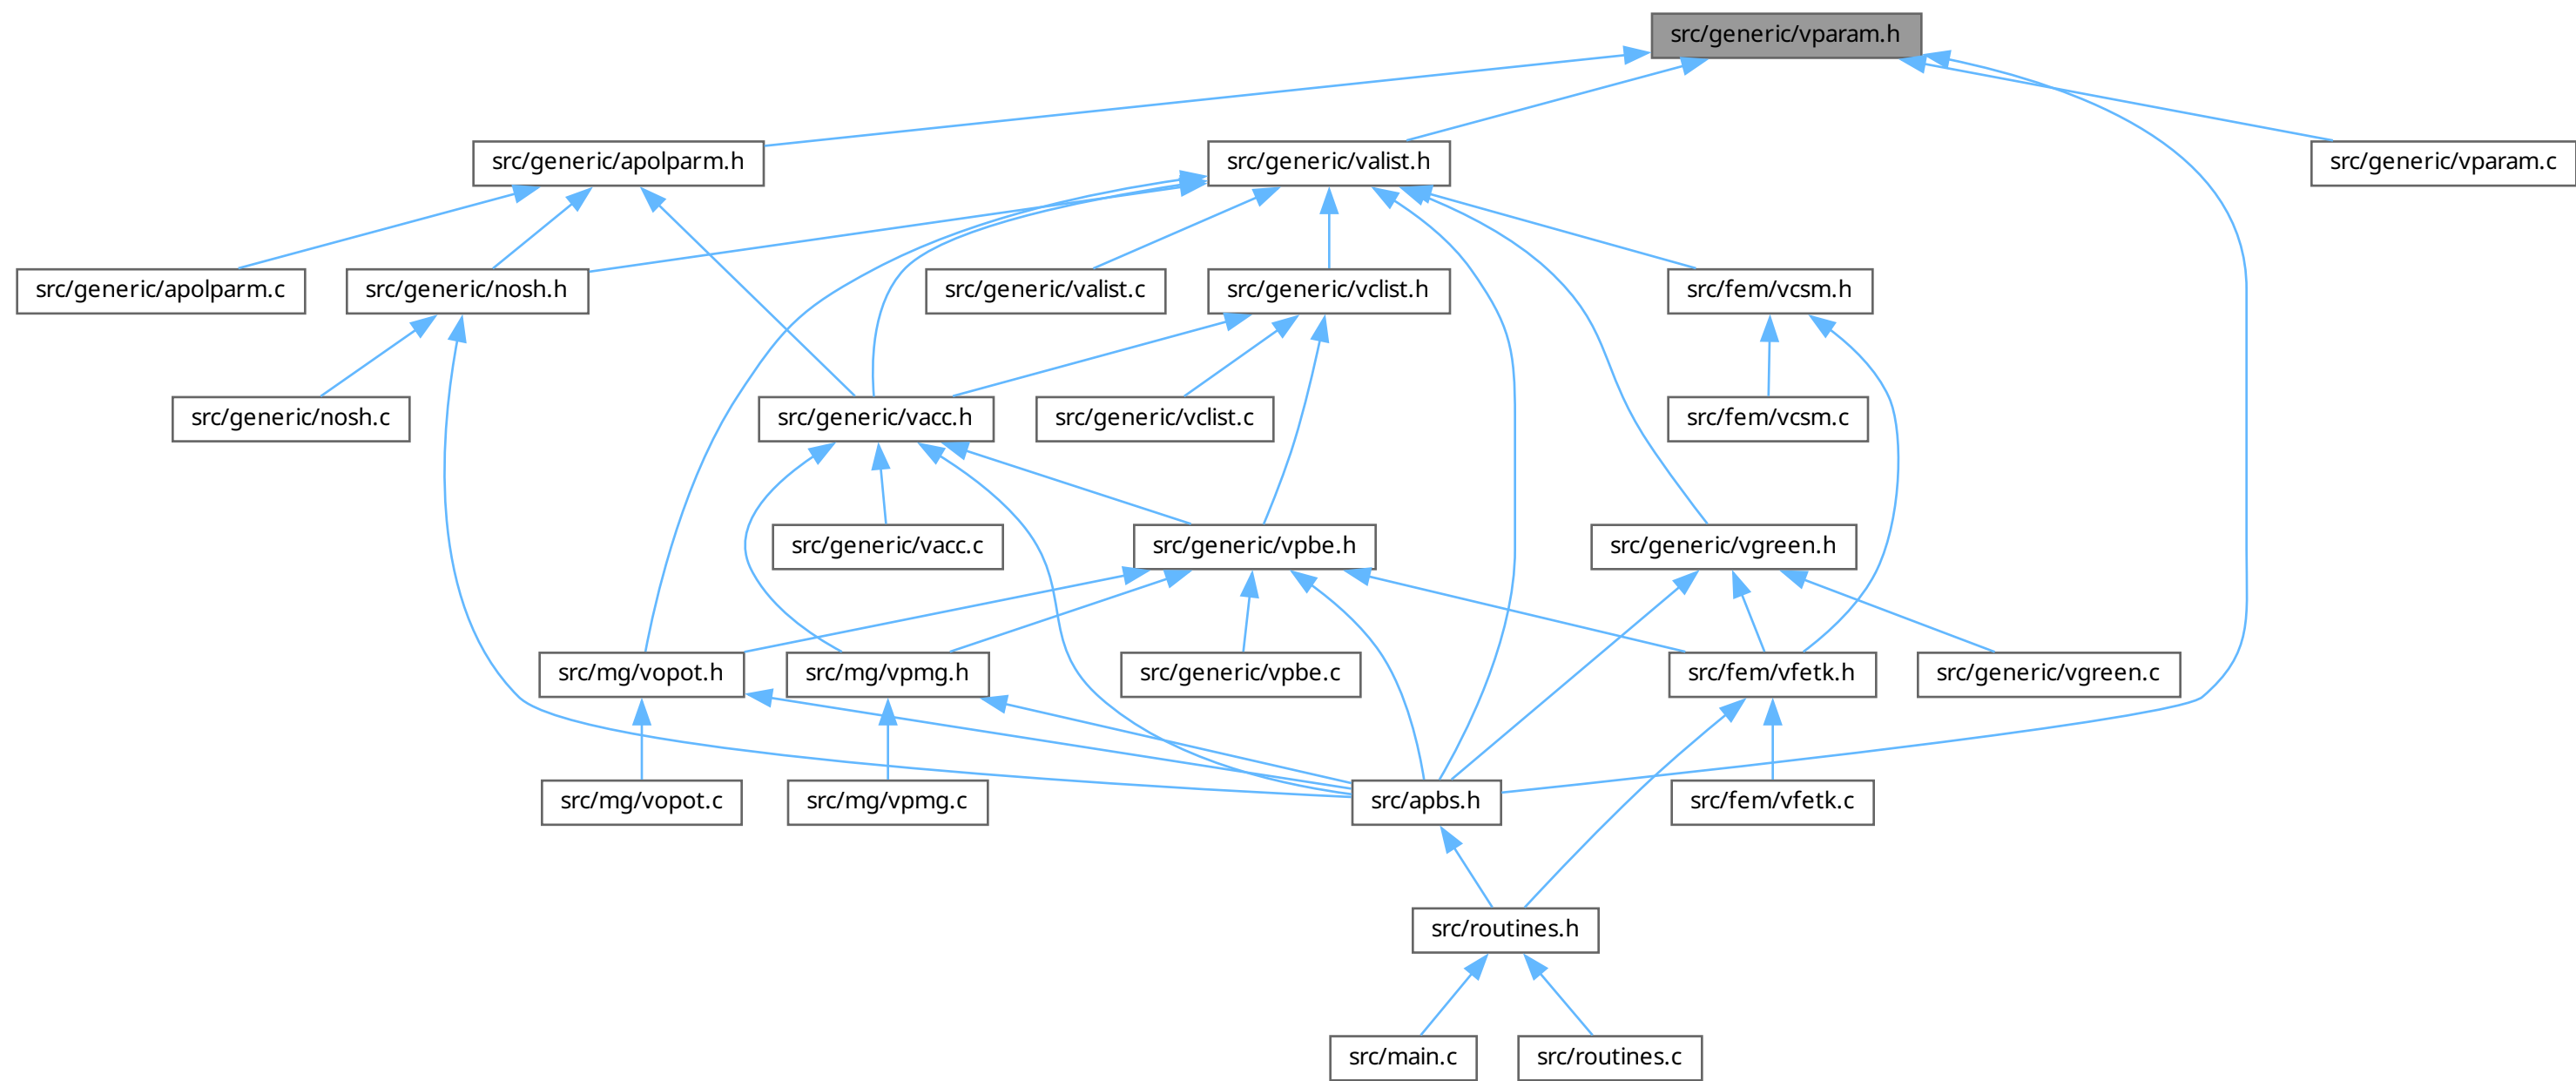 src/generic/vparam.h
src/generic/apolparm.h
src/generic/valist.h
src/generic/vparam.c
src/generic/apolparm.c
src/generic/nosh.h
src/generic/valist.c
src/generic/vclist.h
src/fem/vcsm.h
src/generic/nosh.c
src/generic/vacc.h
src/generic/vclist.c
src/fem/vcsm.c
src/generic/vacc.c
src/generic/vpbe.h
src/generic/vgreen.h
src/mg/vopot.h
src/mg/vpmg.h
src/generic/vpbe.c
src/fem/vfetk.h
src/generic/vgreen.c
src/mg/vopot.c
src/mg/vpmg.c
src/apbs.h
src/fem/vfetk.c
src/routines.h
src/main.c
src/routines.c